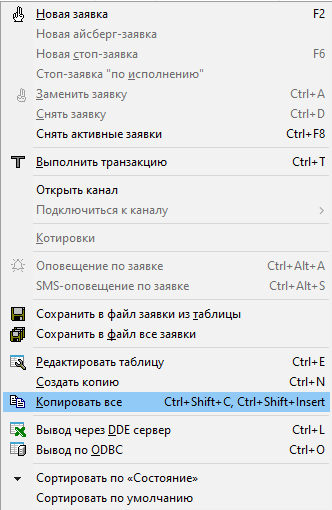 Новая заявка F2
Новая айсберг-заявка
Новая стоп-заявка F6
Стоп-заявка "по исполнению"
Заменить заявку Ctrl+A
Снять заявку Ctrl+D
Снять активные заявки Ctrl+F8
Выполнить транзакцию Ctrl+T
Открыть канал
Подключиться к каналу
Котировки
Оповещение по заявке Ctrl+Alt+A
SMS-оповещение по заявке Ctrl+Alt+S
Сохранить в файл заявки из таблицы
Сохранить в файл все заявки
Редактировать таблицу Ctrl+E
Создать копию Ctrl+N
Копировать все Ctrl+Shift+C, Ctrl+Shift+Insert
Вывод через DDE сервер Ctrl+L
Вывод по ODBC Ctrl+O
Сортировать по «Состояние»
Сортировать по умолчанию